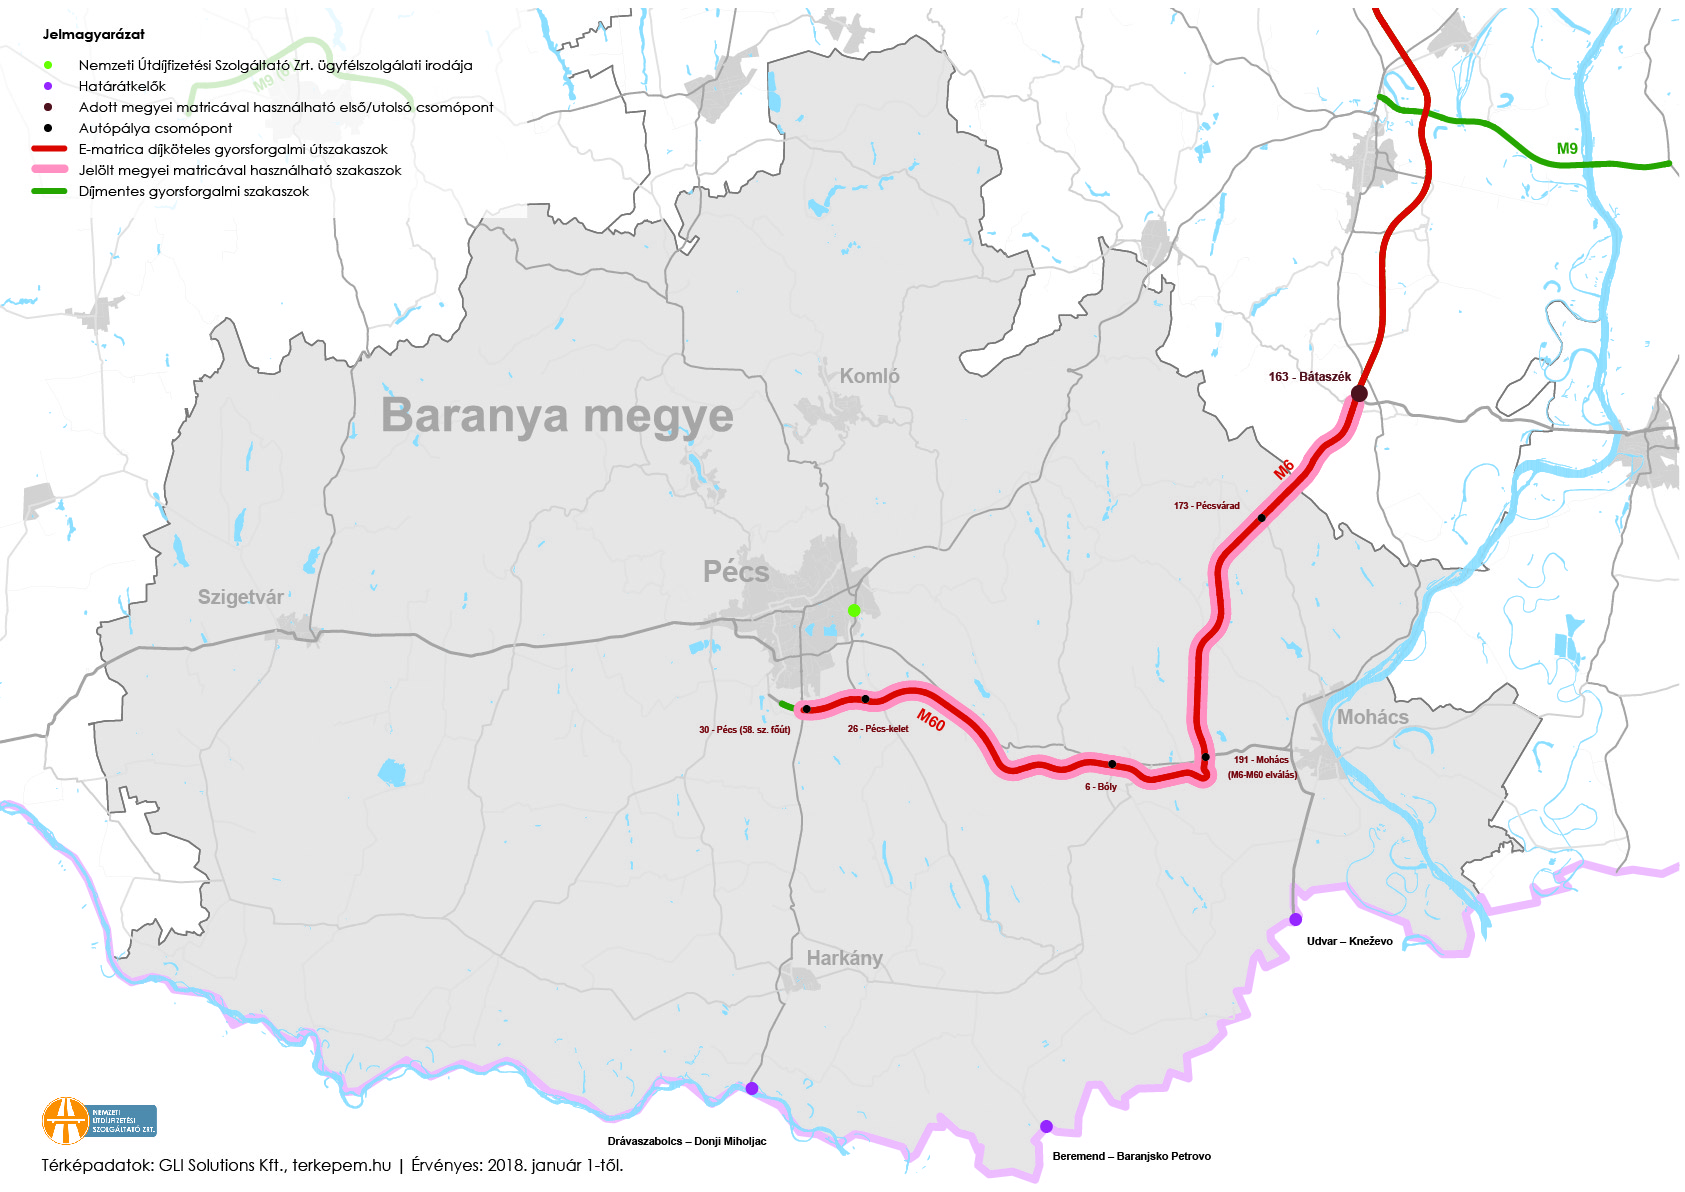 Jelmagyarázat
Nemzeti Útdíjfizetési Szolgáltató Zrt. ügyfélszolgálati irodája
Határátkelők
Adott megyei matricával használható első/utolsó csomópont
Autópálya csomópont
E-matrica díjköteles gyorsforgalmi útszakaszok
Jelölt megyei matricával használható szakaszok
Díjmentes gyorsforgalmi szakaszok
M9
M9
163 - Bátaszék
Komló
Baranya megye
M6
173 - Pécsvárad
Pécs
Szigetvár
Mohács
M60
30 - Pécs (58. sz. főút)
26 - Pécs-kelet
191 - Mohács
(M6-M60 elválás)
6 - Bóly
Udvar – Kneževo
Harkány
NEMZETI
ÚTDÍJFIZETÉSI
SZOLGÁLTATÓ ZRT.
Drávaszabolcs – Donji Miholjac
Beremend – Baranjsko Petrovo
Térképadatok: GLI Solutions Kft., terkepem.hu | Érvényes: 2018. január 1-től.